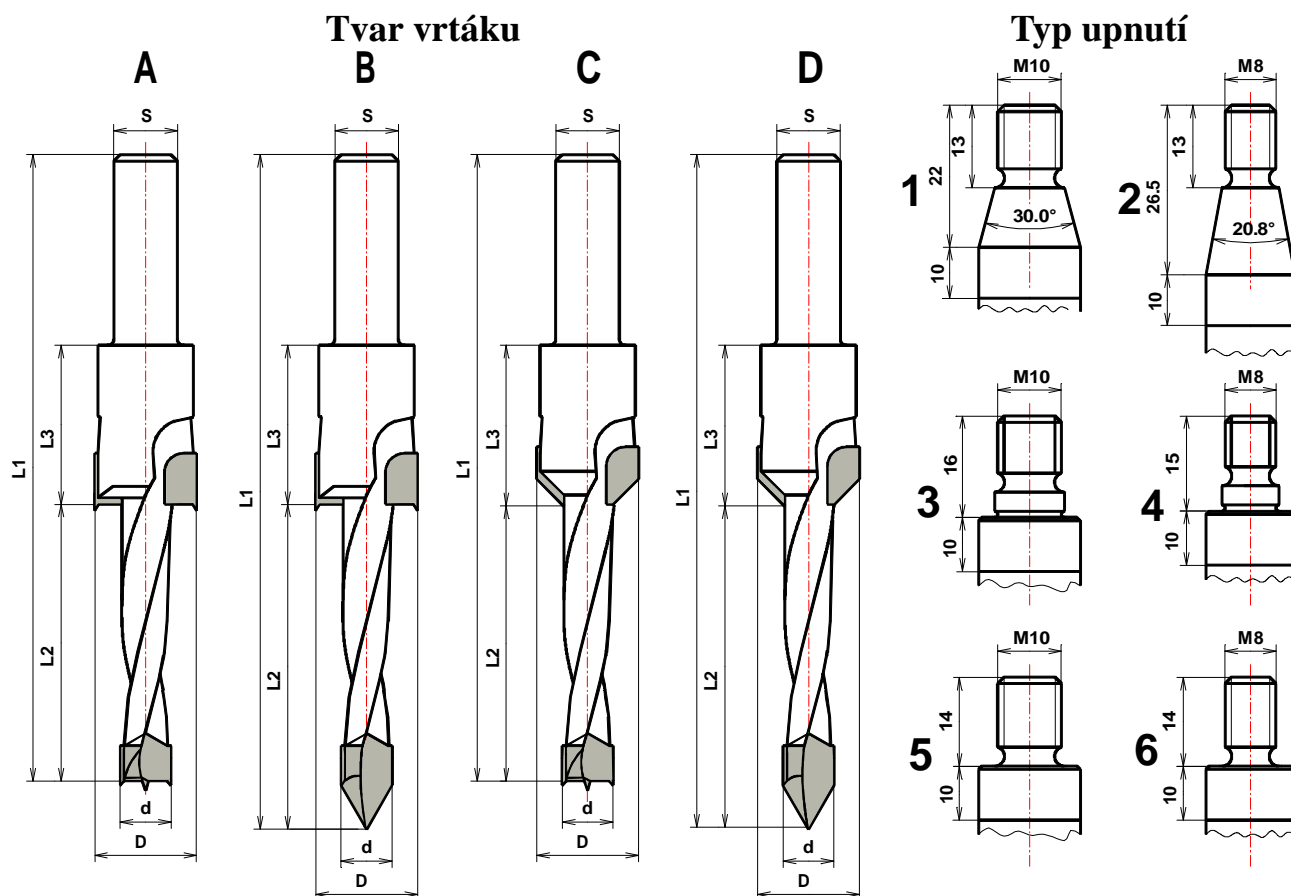 Tvar vrtáku
Typ upnutí
A B C D
S S S S
L1 L1 L1 L1
L3 L3 L3 L3
L2 L2 L2 L2
d d d d
D D D D
M10 M8
1 13 22 30.0° 10
2 13 26.5 20.8° 10
M10 M8
3 16 10
4 15 10
M10 M8
5 14 10
6 14 10